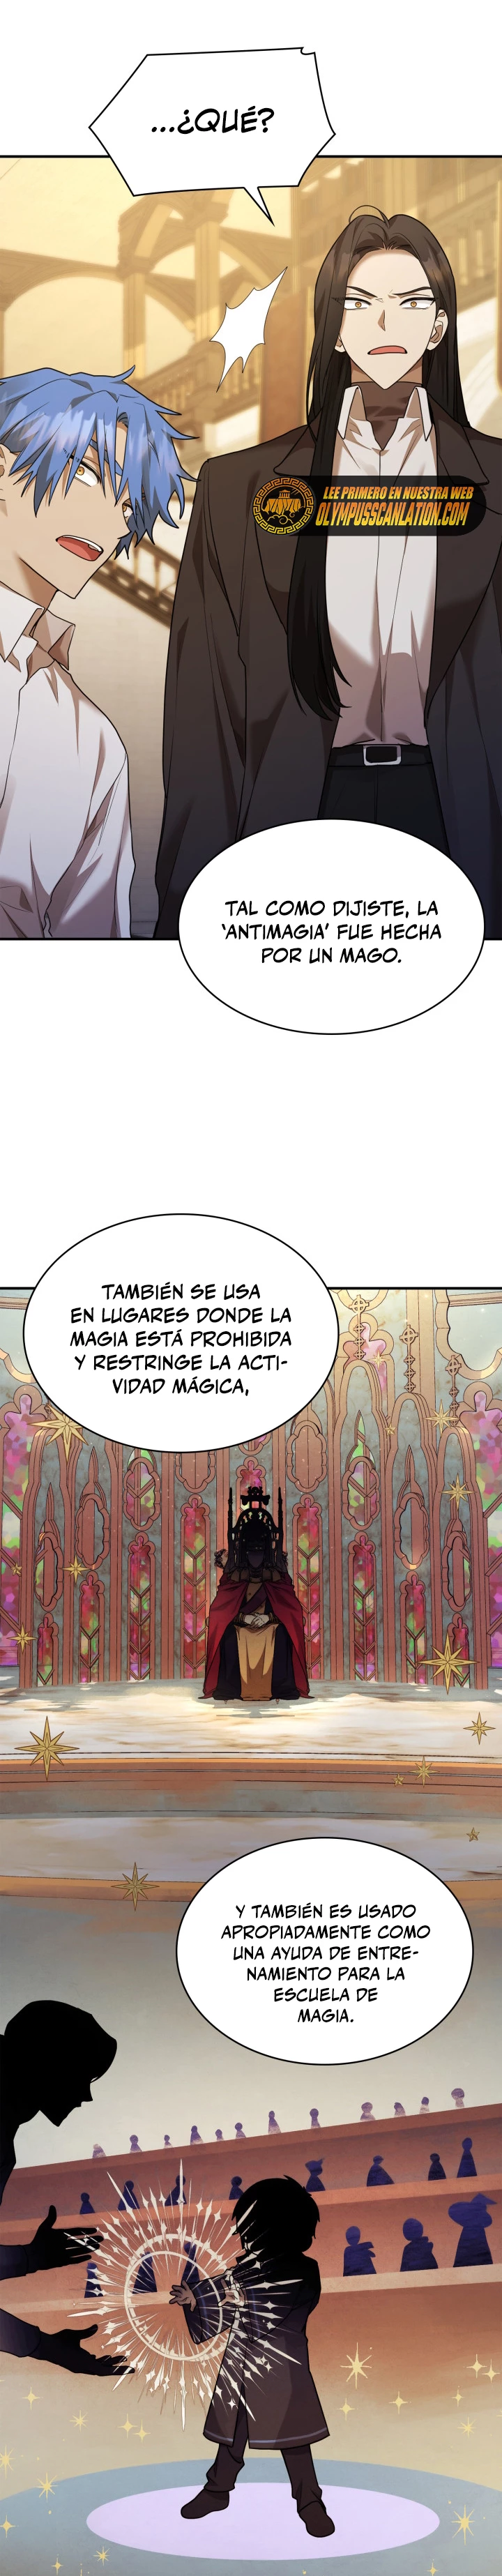 ...¿QUÉ?
LEE PRIMERO EN NUESTRA WEB
OLYMPUSSCANLATION.COM
TAL COMO DIJISTE, LA
'ANTIMAGIA' FUE HECHA
POR UN MAGO.
TAMBIÉN SE USA
EN LUGARES DONDE LA
MAGIA ESTÁ PROHIBIDA
Y RESTRINGE LA ACTI-
VIDAD MÁGICA,
Y TAMBIÉN ES USADO
APROPIADAMENTE COMO
UNA AYUDA DE ENTRE-
NAMIENTO PARA LA
ESCUELA DE
MAGIA.